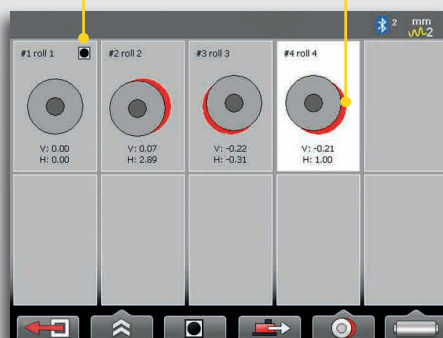 2 mm
2
#1 roll 1 #2 roll 2 #3 roll 3 #4 roll 4
V: 0.00 V: 0.07 V: -0.22 V: -0.21
H: 0.00 H: 2.89 H: -0.31 H: 1.00